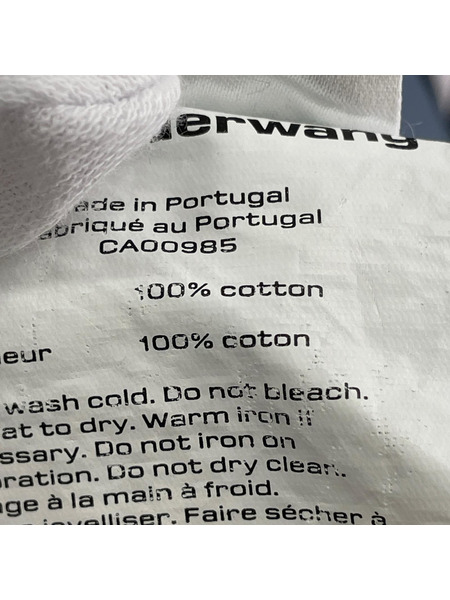 derwang
ade in Portugal
abriqué au Portugal
CA00985
100% cotton
eur 100% coton
wash cold. Do not bleach.
at to dry. Warm iron if
ssary. Do not iron on
oration. Do not dry clean.
ge à la main à froid.
javelliser. Faire sécher à